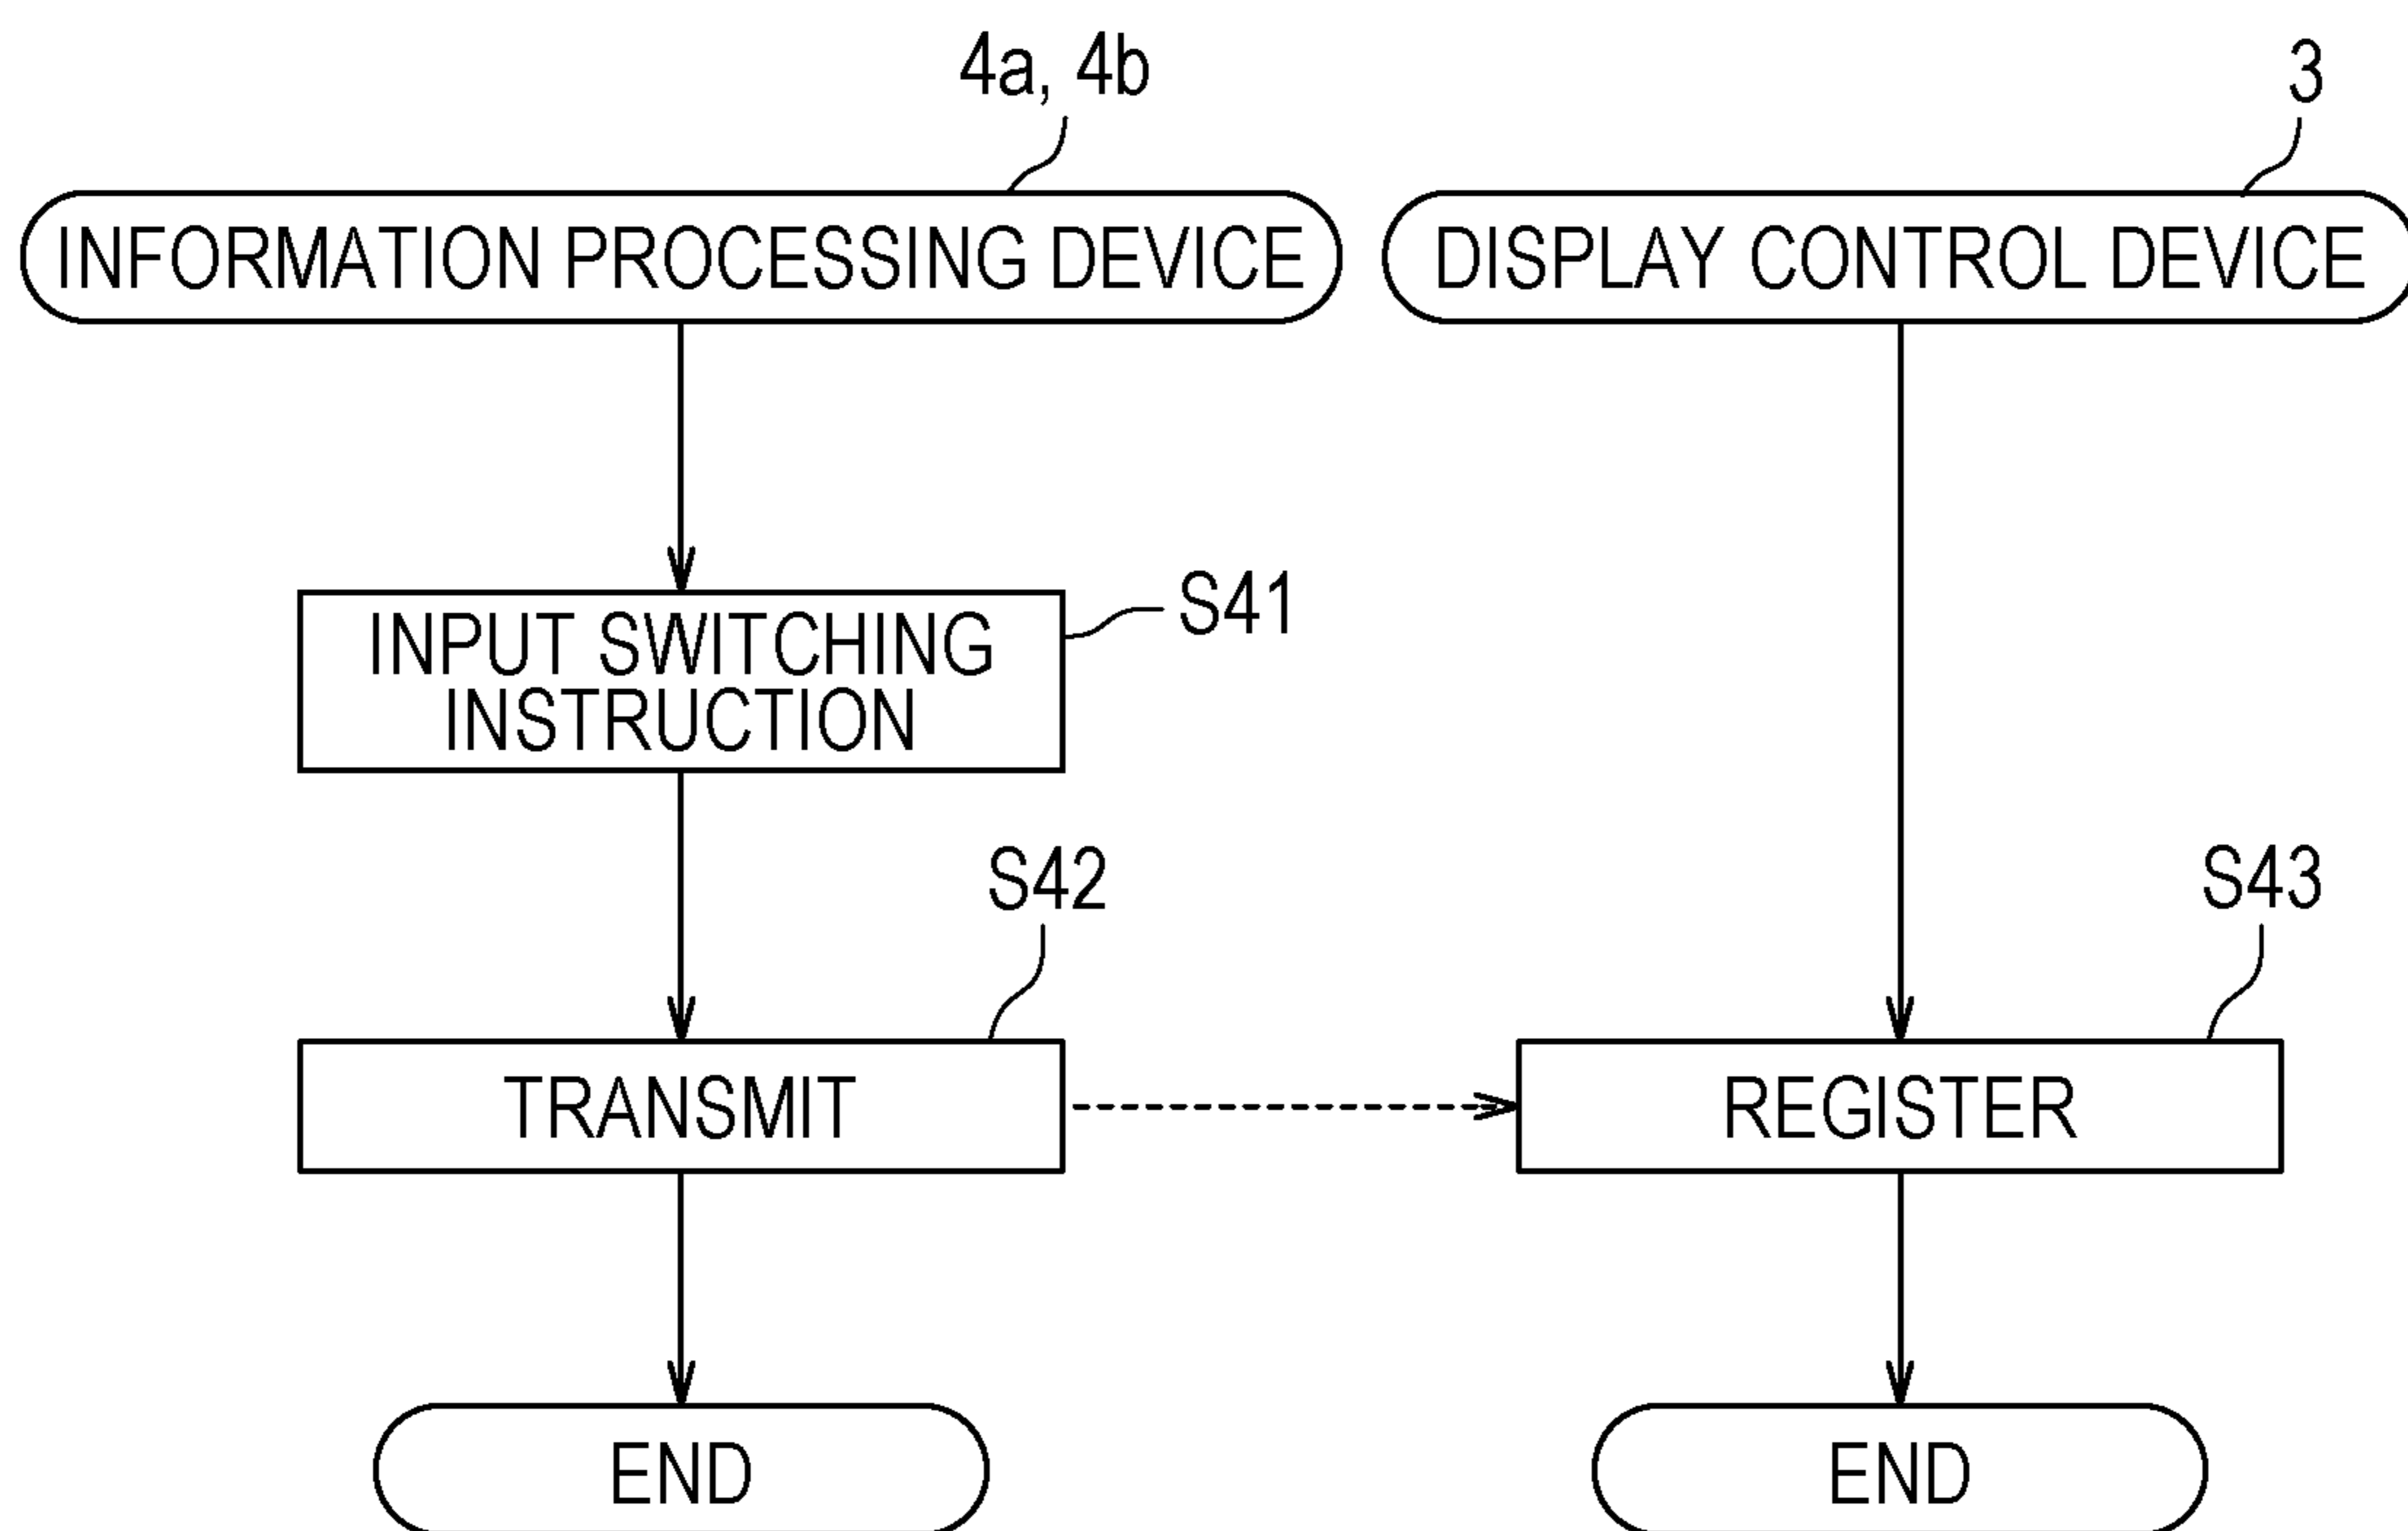 4a, 4b
3
INFORMATION PROCESSING DEVICE
DISPLAY CONTROL DEVICE
INPUT SWITCHING
INSTRUCTION
S41
S42
S43
TRANSMIT
REGISTER
END
END